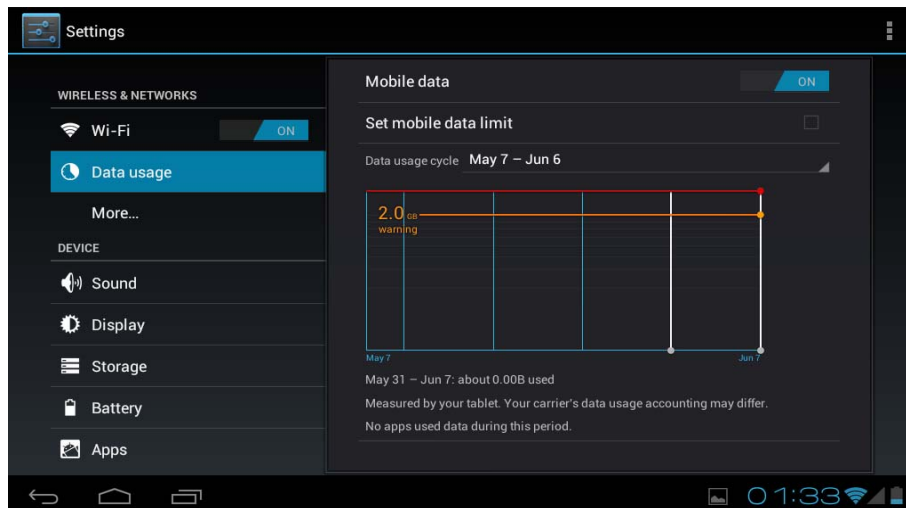 Settings
WIRELESS & NETWORKS
Wi-Fi ON
Data usage
More...
DEVICE
Sound
Display
Storage
Battery
Apps
Mobile data ON
Set mobile data limit
Data usage cycle May 7 – Jun 6
2.0 GB
warning
May 7 Jun 7
May 31 – Jun 7: about 0.00B used
Measured by your tablet. Your carrier's data usage accounting may differ.
No apps used data during this period.
01:33